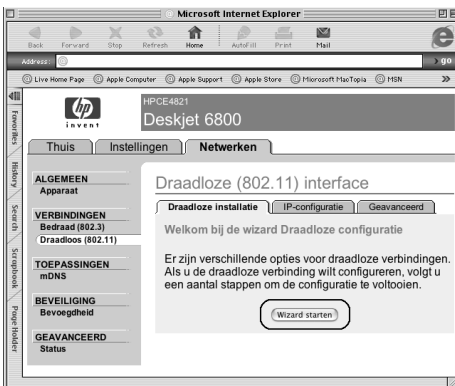 Microsoft Internet Explorer
Back Forward Stop Refresh Home AutoFill Print Mail
Address: go
Live Home Page Apple Computer Apple Support Apple Store Microsoft MacTopia MSN
Favorites
History
Search
Scrapbook
Page Holder
hp
invent
HPCE4821
Deskjet 6800
Thuis Instellingen Netwerken
ALGEMEEN
Apparaat
VERBINDINGEN
Bedraad (802.3)
Draadloos (802.11)
TOEPASSINGEN
mDNS
BEVEILIGING
Bevoegdheid
GEAVANCEERD
Status
Draadloze (802.11) interface
Draadloze installatie IP-configuratie Geavanceerd
Welkom bij de wizard Draadloze configuratie
Er zijn verschillende opties voor draadloze verbindingen.
Als u de draadloze verbinding wilt configureren, volgt u
een aantal stappen om de configuratie te voltooien.
Wizard starten